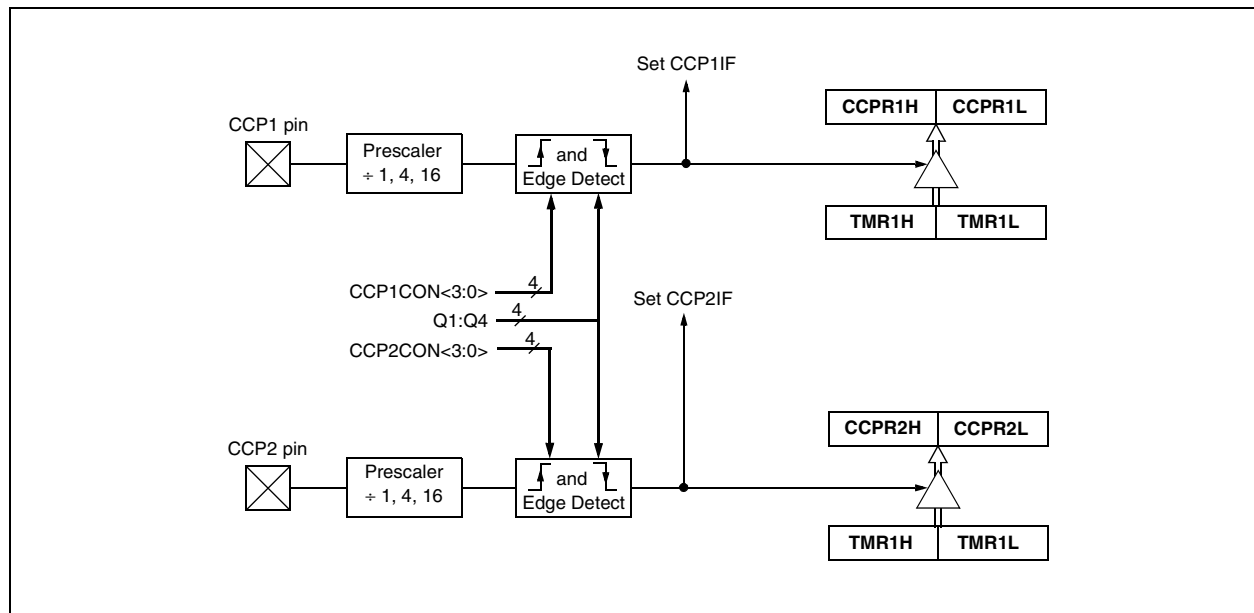 Set CCP1IF
CCPR1H CCPR1L
CCP1 pin
Prescaler
÷ 1, 4, 16
and
Edge Detect
TMR1H TMR1L
CCP1CON<3:0>
4
Q1:Q4
4
CCP2CON<3:0>
4
Set CCP2IF
CCPR2H CCPR2L
CCP2 pin
Prescaler
÷ 1, 4, 16
and
Edge Detect
TMR1H TMR1L